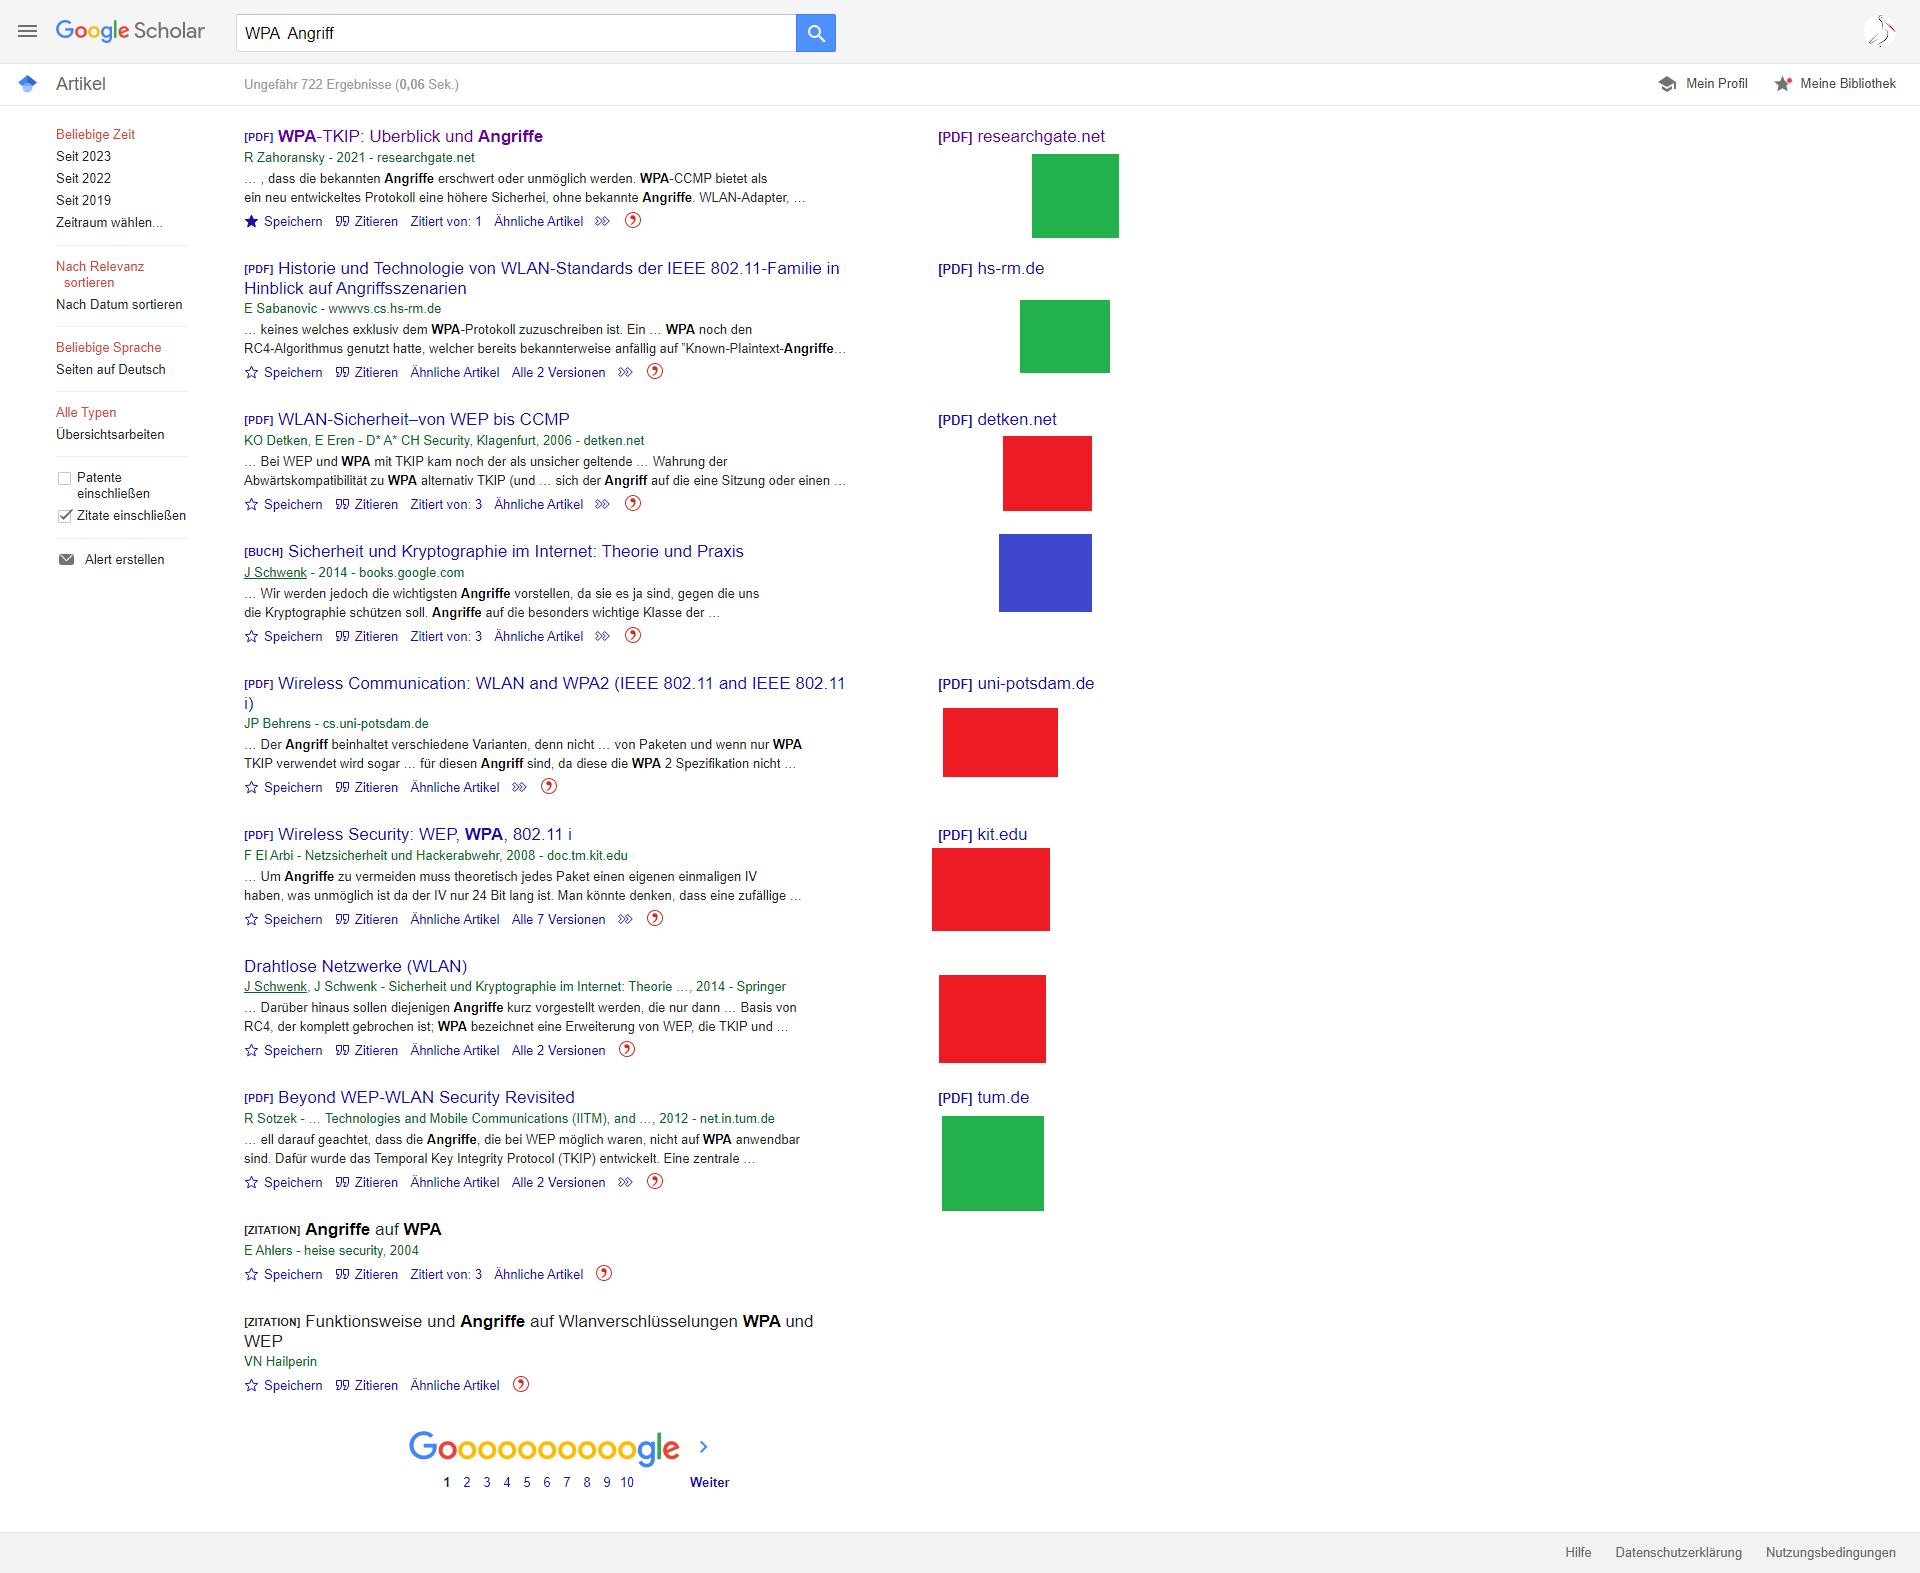 Google Scholar
WPA Angriff
Artikel
Ungefähr 722 Ergebnisse (0,06 Sek.)
Mein Profil
Meine Bibliothek
Beliebige Zeit
Seit 2023
Seit 2022
Seit 2019
Zeitraum wählen...
Nach Relevanz
sortieren
Nach Datum sortieren
Beliebige Sprache
Seiten auf Deutsch
Alle Typen
Übersichtsarbeiten
Patente
einschließen
Zitate einschließen
Alert erstellen
[PDF] WPA-TKIP: Uberblick und Angriffe
R Zahoransky - 2021 - researchgate.net
… , dass die bekannten Angriffe erschwert oder unmöglich werden. WPA-CCMP bietet als
ein neu entwickeltes Protokoll eine höhere Sicherhei, ohne bekannte Angriffe. WLAN-Adapter, …
Speichern Zitieren Zitiert von: 1 Ähnliche Artikel
[PDF] researchgate.net
[PDF] Historie und Technologie von WLAN-Standards der IEEE 802.11-Familie in
Hinblick auf Angriffsszenarien
E Sabanovic - wwwvs.cs.hs-rm.de
… keines welches exklusiv dem WPA-Protokoll zuzuschreiben ist. Ein … WPA noch den
RC4-Algorithmus genutzt hatte, welcher bereits bekannterweise anfällig auf ”Known-Plaintext-Angriffe…
Speichern Zitieren Ähnliche Artikel Alle 2 Versionen
[PDF] hs-rm.de
[PDF] WLAN-Sicherheit–von WEP bis CCMP
KO Detken, E Eren - D* A* CH Security, Klagenfurt, 2006 - detken.net
… Bei WEP und WPA mit TKIP kam noch der als unsicher geltende … Wahrung der
Abwärtskompatibilität zu WPA alternativ TKIP (und … sich der Angriff auf die eine Sitzung oder einen …
Speichern Zitieren Zitiert von: 3 Ähnliche Artikel
[PDF] detken.net
[BUCH] Sicherheit und Kryptographie im Internet: Theorie und Praxis
J Schwenk - 2014 - books.google.com
… Wir werden jedoch die wichtigsten Angriffe vorstellen, da sie es ja sind, gegen die uns
die Kryptographie schützen soll. Angriffe auf die besonders wichtige Klasse der …
Speichern Zitieren Zitiert von: 3 Ähnliche Artikel
[PDF] Wireless Communication: WLAN and WPA2 (IEEE 802.11 and IEEE 802.11
i)
JP Behrens - cs.uni-potsdam.de
… Der Angriff beinhaltet verschiedene Varianten, denn nicht … von Paketen und wenn nur WPA
TKIP verwendet wird sogar … für diesen Angriff sind, da diese die WPA 2 Spezifikation nicht …
Speichern Zitieren Ähnliche Artikel
[PDF] uni-potsdam.de
[PDF] Wireless Security: WEP, WPA, 802.11 i
F El Arbi - Netzsicherheit und Hackerabwehr, 2008 - doc.tm.kit.edu
… Um Angriffe zu vermeiden muss theoretisch jedes Paket einen eigenen einmaligen IV
haben, was unmöglich ist da der IV nur 24 Bit lang ist. Man könnte denken, dass eine zufällige …
Speichern Zitieren Ähnliche Artikel Alle 7 Versionen
[PDF] kit.edu
Drahtlose Netzwerke (WLAN)
J Schwenk, J Schwenk - Sicherheit und Kryptographie im Internet: Theorie …, 2014 - Springer
… Darüber hinaus sollen diejenigen Angriffe kurz vorgestellt werden, die nur dann … Basis von
RC4, der komplett gebrochen ist; WPA bezeichnet eine Erweiterung von WEP, die TKIP und …
Speichern Zitieren Ähnliche Artikel Alle 2 Versionen
[PDF] Beyond WEP-WLAN Security Revisited
R Sotzek - … Technologies and Mobile Communications (IITM), and …, 2012 - net.in.tum.de
… ell darauf geachtet, dass die Angriffe, die bei WEP möglich waren, nicht auf WPA anwendbar
sind. Dafür wurde das Temporal Key Integrity Protocol (TKIP) entwickelt. Eine zentrale …
Speichern Zitieren Ähnliche Artikel Alle 2 Versionen
[PDF] tum.de
[ZITATION] Angriffe auf WPA
E Ahlers - heise security, 2004
Speichern Zitieren Zitiert von: 3 Ähnliche Artikel
[ZITATION] Funktionsweise und Angriffe auf Wlanverschlüsselungen WPA und
WEP
VN Hailperin
Speichern Zitieren Ähnliche Artikel
Goooooooooogle
1 2 3 4 5 6 7 8 9 10 Weiter
Hilfe Datenschutzerklärung Nutzungsbedingungen